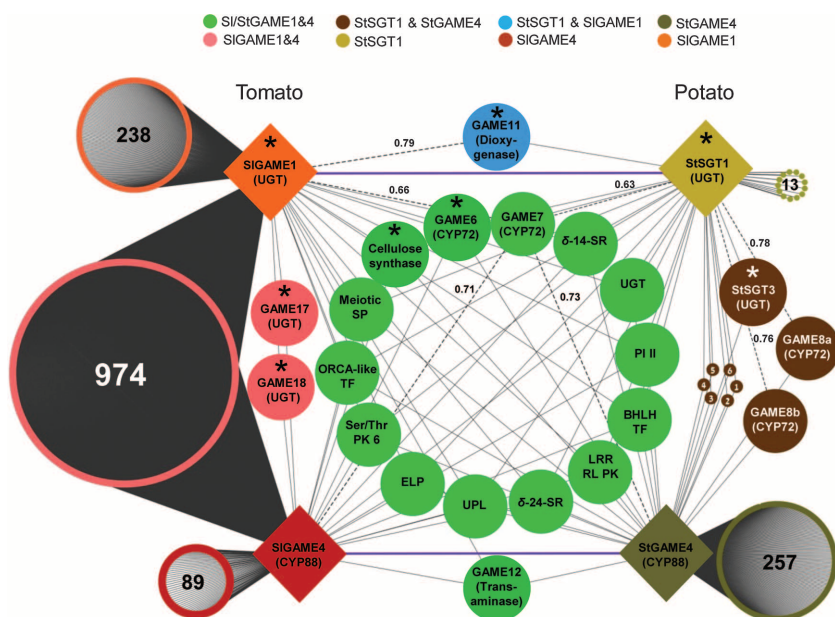 Sl/StGAME1&4
StSGT1 & StGAME4
StSGT1 & SlGAME1
StGAME4
SlGAME1&4
StSGT1
SlGAME4
SlGAME1
Tomato
Potato
238
*
SlGAME1
(UGT)
0.79
*
GAME11
(Dioxy-
genase)
*
StSGT1
(UGT)
13
0.66
0.63
*
GAME6
(CYP72)
GAME7
(CYP72)
δ-14-SR
*
Cellulose
synthase
0.78
UGT
*
StSGT3
(UGT)
0.71
0.73
Meiotic
SP
*
GAME17
(UGT)
0.76
PI II
GAME8a
(CYP72)
974
ORCA-like
TF
*
GAME18
(UGT)
5
6
4
1
3
2
BHLH
TF
GAME8b
(CYP72)
Ser/Thr
PK 6
LRR
RL PK
ELP
UPL
δ-24-SR
SlGAME4
(CYP88)
StGAME4
(CYP88)
89
257
GAME12
(Trans-
aminase)